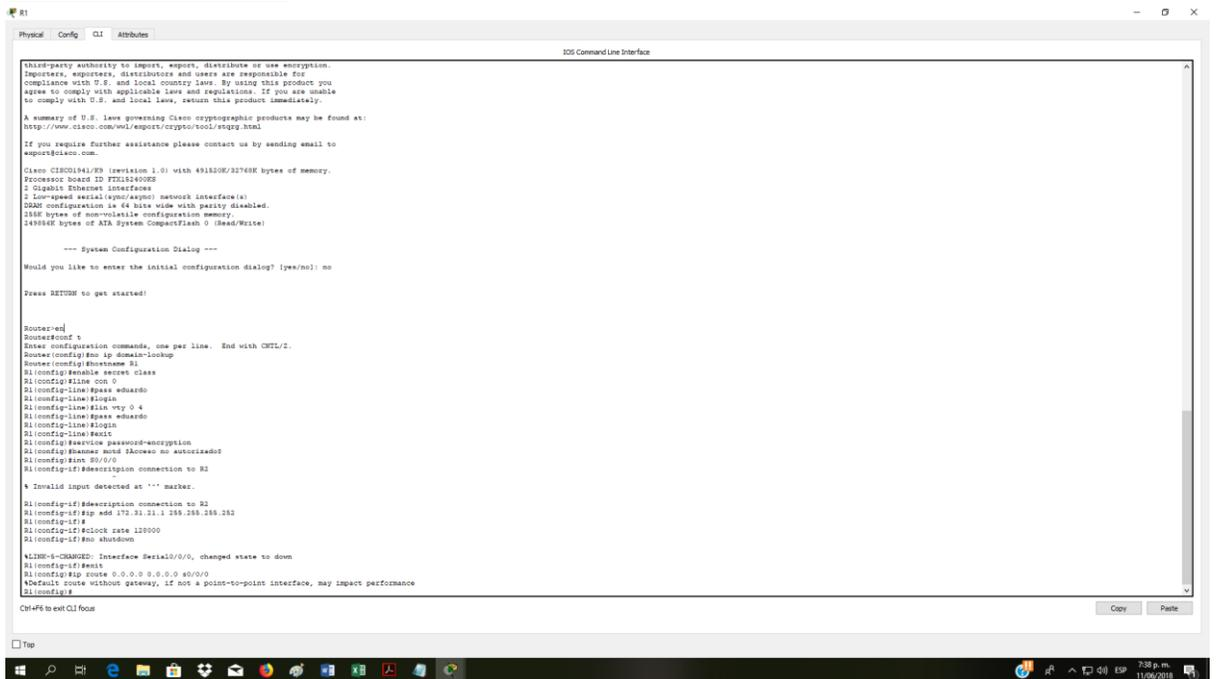 R1
Physical Config CLI Attributes
IOS Command Line Interface
third-party authority to import, export, distribute or use encryption.
Importers, exporters, distributors and users are responsible for
compliance with U.S. and local country laws. By using this product you
agree to comply with applicable laws and regulations. If you are unable
to comply with U.S. and local laws, return this product immediately.
A summary of U.S. laws governing Cisco cryptographic products may be found at:
http://www.cisco.com/wwl/export/crypto/tool/stqrg.html
If you require further assistance please contact us by sending email to
export@cisco.com.
Cisco CISCO1941/K9 (revision 1.0) with 491520K/32768K bytes of memory.
Processor board ID FTX152400KS
2 Gigabit Ethernet interfaces
2 Low-speed serial(sync/async) network interface(s)
DRAM configuration is 64 bits wide with parity disabled.
255K bytes of non-volatile configuration memory.
249856K bytes of ATA System CompactFlash 0 (Read/Write)
--- System Configuration Dialog ---
Would you like to enter the initial configuration dialog? [yes/no]: no
Press RETURN to get started!
Router>en
Router#conf t
Enter configuration commands, one per line. End with CNTL/Z.
Router(config)#no ip domain-lookup
Router(config)#hostname R1
R1(config)#enable secret class
R1(config)#line con 0
R1(config-line)#pass eduardo
R1(config-line)#login
R1(config-line)#lin vty 0 4
R1(config-line)#pass eduardo
R1(config-line)#login
R1(config-line)#exit
R1(config)#service password-encryption
R1(config)#banner motd $Acceso no autorizado$
R1(config)#int S0/0/0
R1(config-if)#descritpion connection to R2
^
% Invalid input detected at '^' marker.
R1(config-if)#description connection to R2
R1(config-if)#ip add 172.31.21.1 255.255.255.252
R1(config-if)#
R1(config-if)#clock rate 128000
R1(config-if)#no shutdown
%LINK-5-CHANGED: Interface Serial0/0/0, changed state to down
R1(config-if)#exit
R1(config)#ip route 0.0.0.0 0.0.0.0 s0/0/0
%Default route without gateway, if not a point-to-point interface, may impact performance
R1(config)#
Ctrl+F6 to exit CLI focus
Copy Paste
Top
ESP 7:38 p. m.
11/06/2018